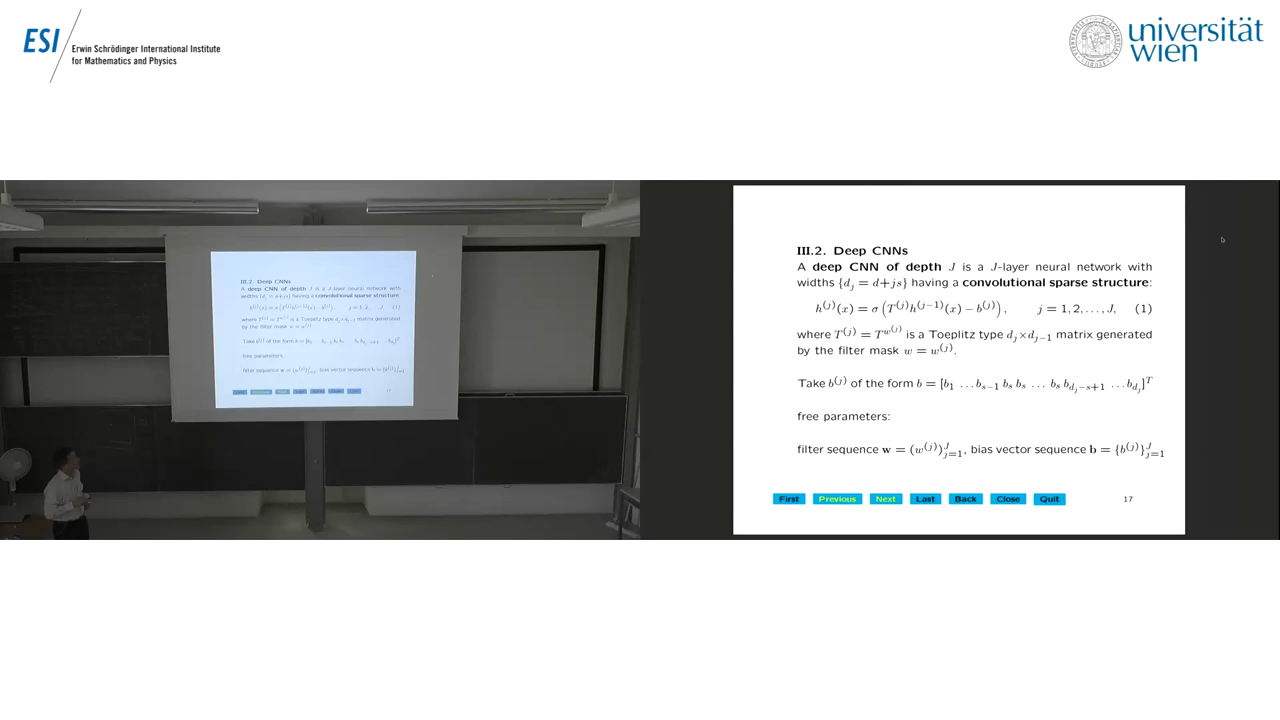 ESI
Erwin Schrödinger International Institute
for Mathematics and Physics
universität
wien
III.2. Deep CNNs
A deep CNN of depth J is a J-layer neural network with
widths {d_j = d+js} having a convolutional sparse structure:
h^{(j)}(x) = σ(T^{(j)}h^{(j−1)}(x) − b^{(j)}), j = 1, 2, . . . , J, (1)
where T^{(j)} = T^{w^{(j)}} is a Toeplitz type d_j×d_{j−1} matrix generated
by the filter mask w = w^{(j)}.
Take b^{(j)} of the form b = [b_1 . . . b_{s−1} b_s b_s . . . b_s b_{d_j−s+1} . . . b_{d_j}]^T
free parameters:
filter sequence w = (w^{(j)})_{j=1}^J, bias vector sequence b = {b^{(j)}}_{j=1}^J
First Previous Next Last Back Close Quit 17